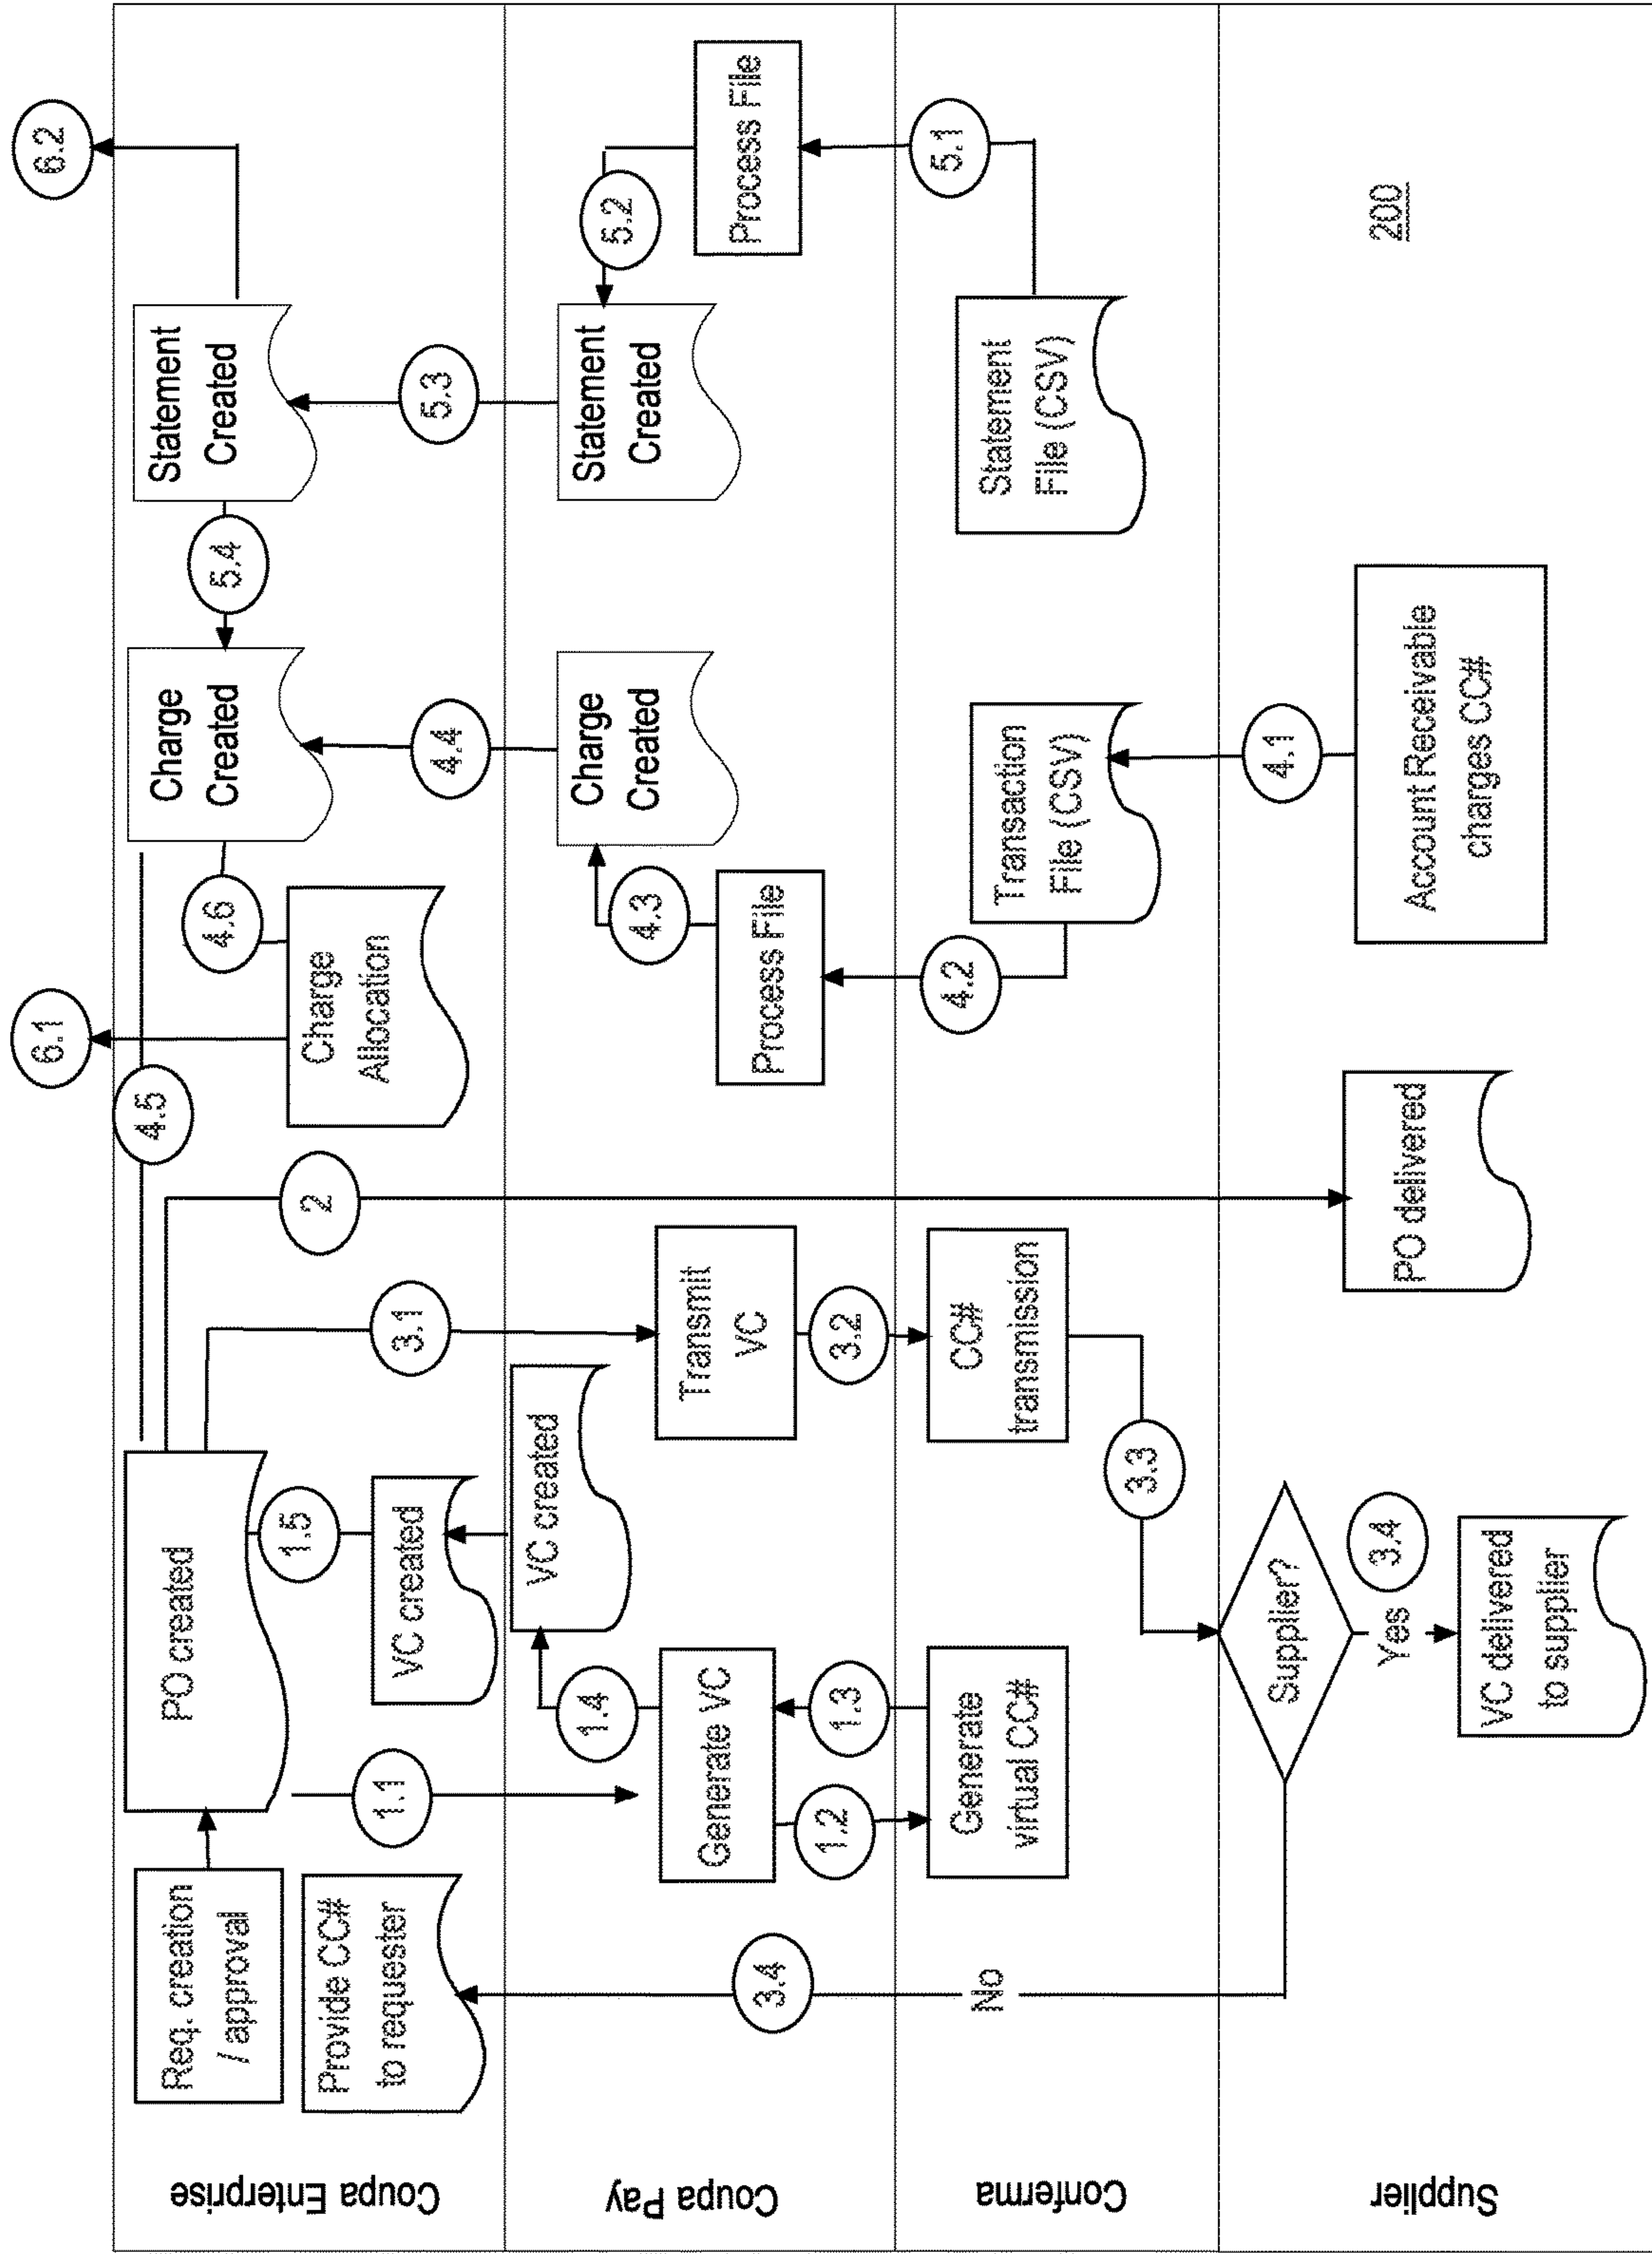 Coupa Enterprise
Req. creation
/ approval
Provide CC#
to requester
PO created
1.1
1.5
VC created
3.1
2
4.5
6.1
Charge
Allocation
4.6
Charge
Created
5.4
Statement
Created
6.2
Coupa Pay
3.4
Generate VC
1.2
1.3
1.4
VC created
Transmit
VC
3.2
Process File
4.3
Charge
Created
4.4
Statement
Created
5.3
5.2
Process File
Conferma
No
Generate
virtual CC#
CC#
transmission
3.3
4.2
Transaction
File (CSV)
Statement
File (CSV)
5.1
Supplier
Supplier?
Yes
3.4
VC delivered
to supplier
PO delivered
4.1
Account Receivable
charges CC#
200